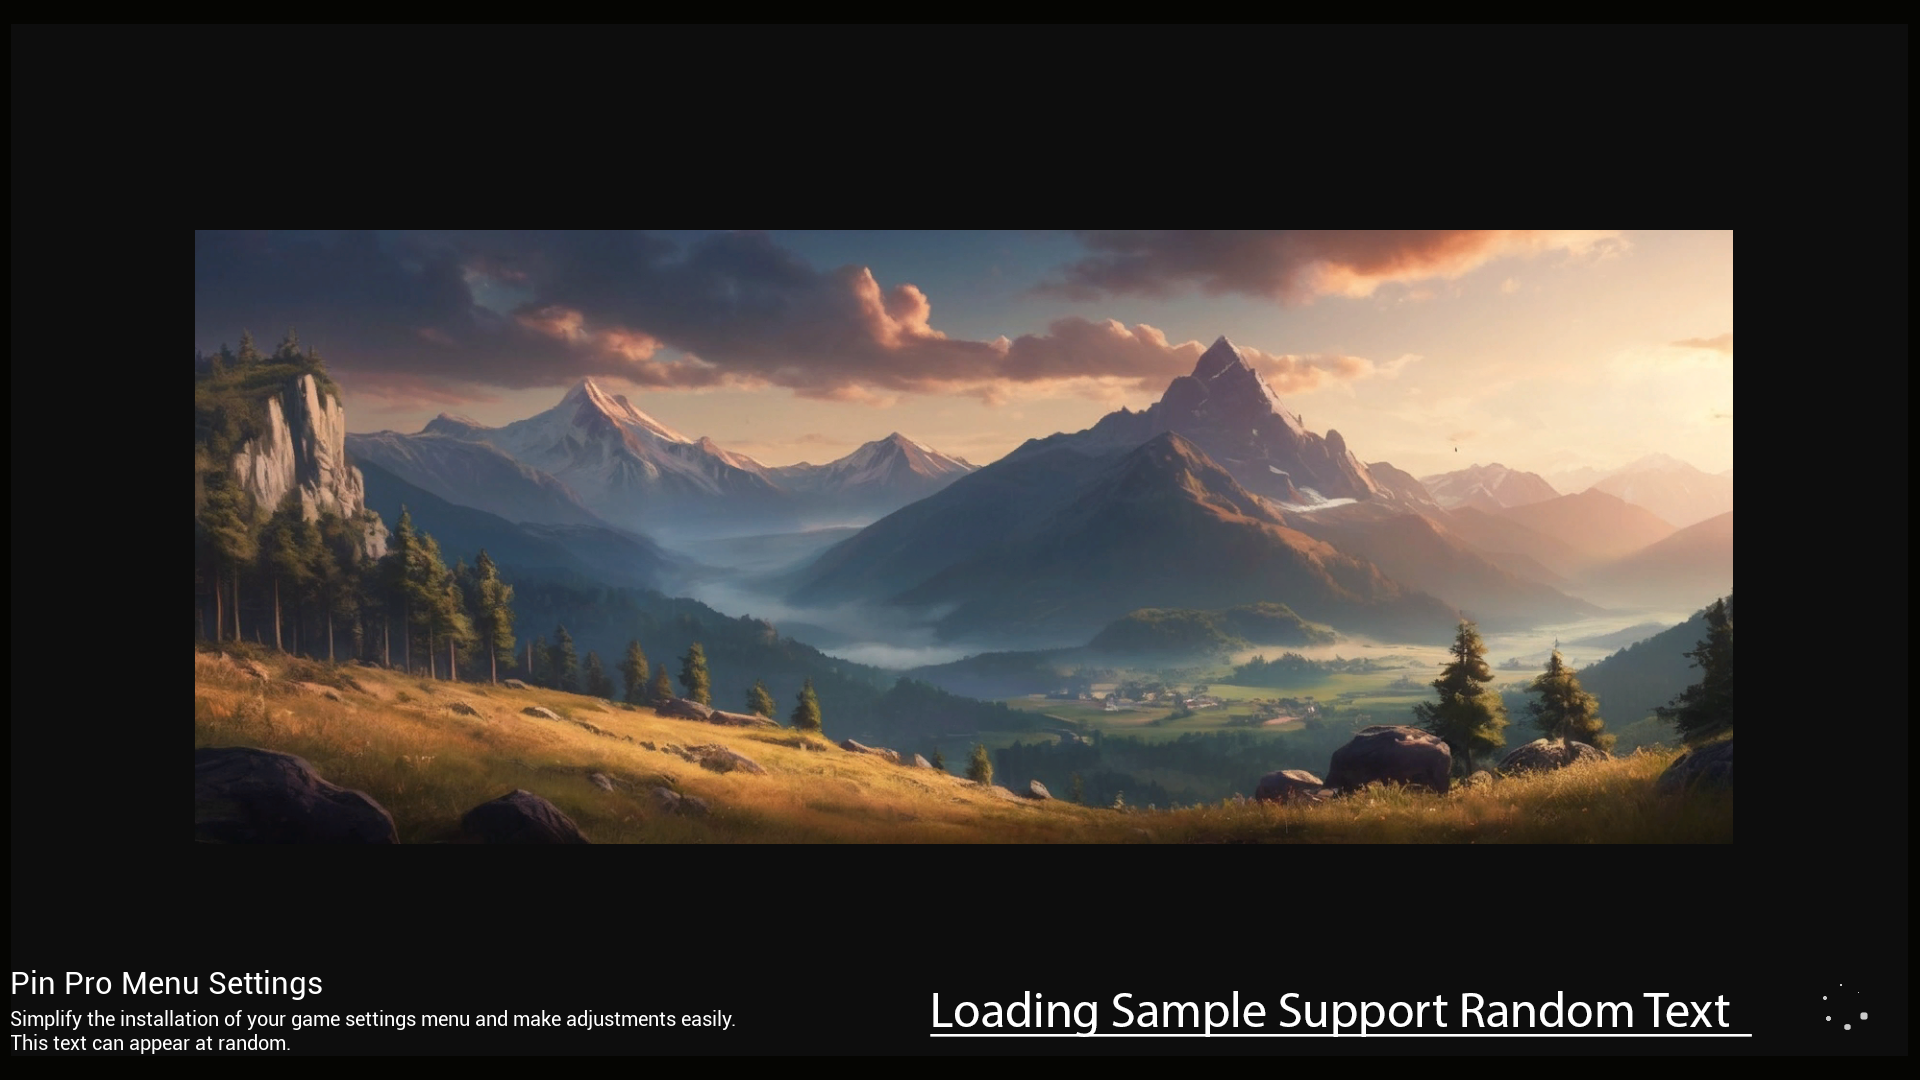 Pin Pro Menu Settings
Simplify the installation of your game settings menu and make adjustments easily.
This text can appear at random.
Loading Sample Support Random Text